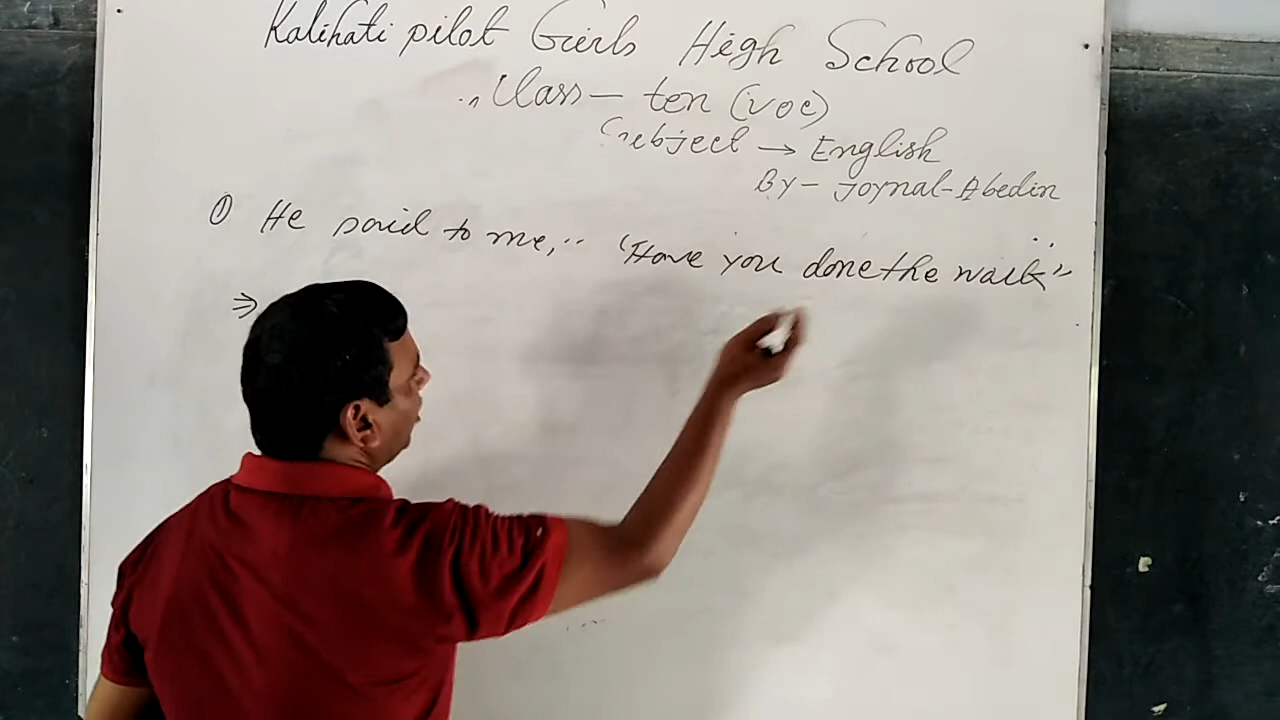 Kalihati pilot Girls High School
Class – ten (voc)
Subject → English
By – Joynal-Abedin
① He said to me, " "Have you done the work"
⇒